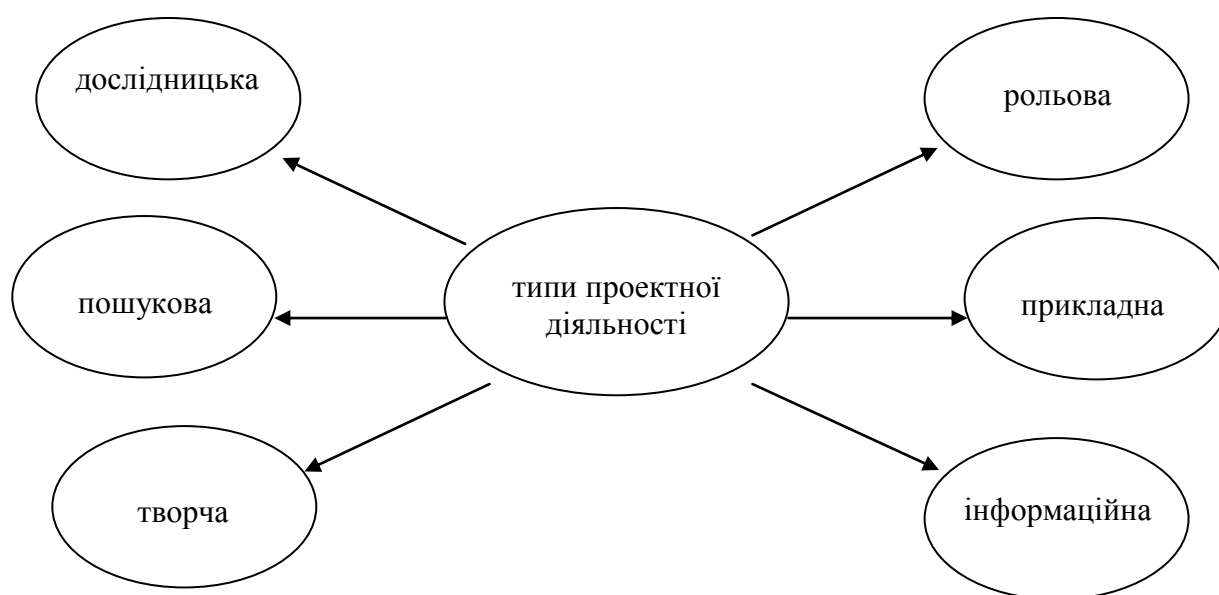 дослідницька
рольова
пошукова
типи проектної
діяльності
прикладна
творча
інформаційна